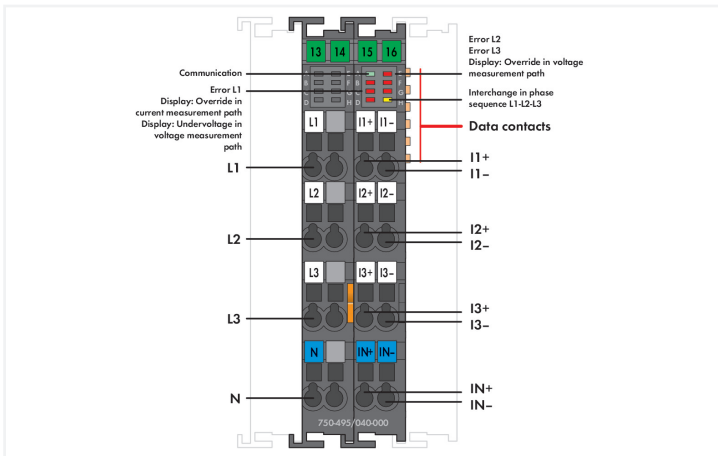 13 14 15 16
Communication
Error L1
Display: Override in
current measurement path
Display: Undervoltage in
voltage measurement
path
Error L2
Error L3
Display: Override in voltage
measurement path
Interchange in phase
sequence L1-L2-L3
Data contacts
A E A E
B F B F
C G C G
D H D H
L1 I1+ I1–
L1
I1+
I1–
L2 I2+ I2–
L2
I2+
I2–
L3 I3+ I3–
L3
I3+
I3–
N IN+ IN–
N
IN+
IN–
750-495/040-000